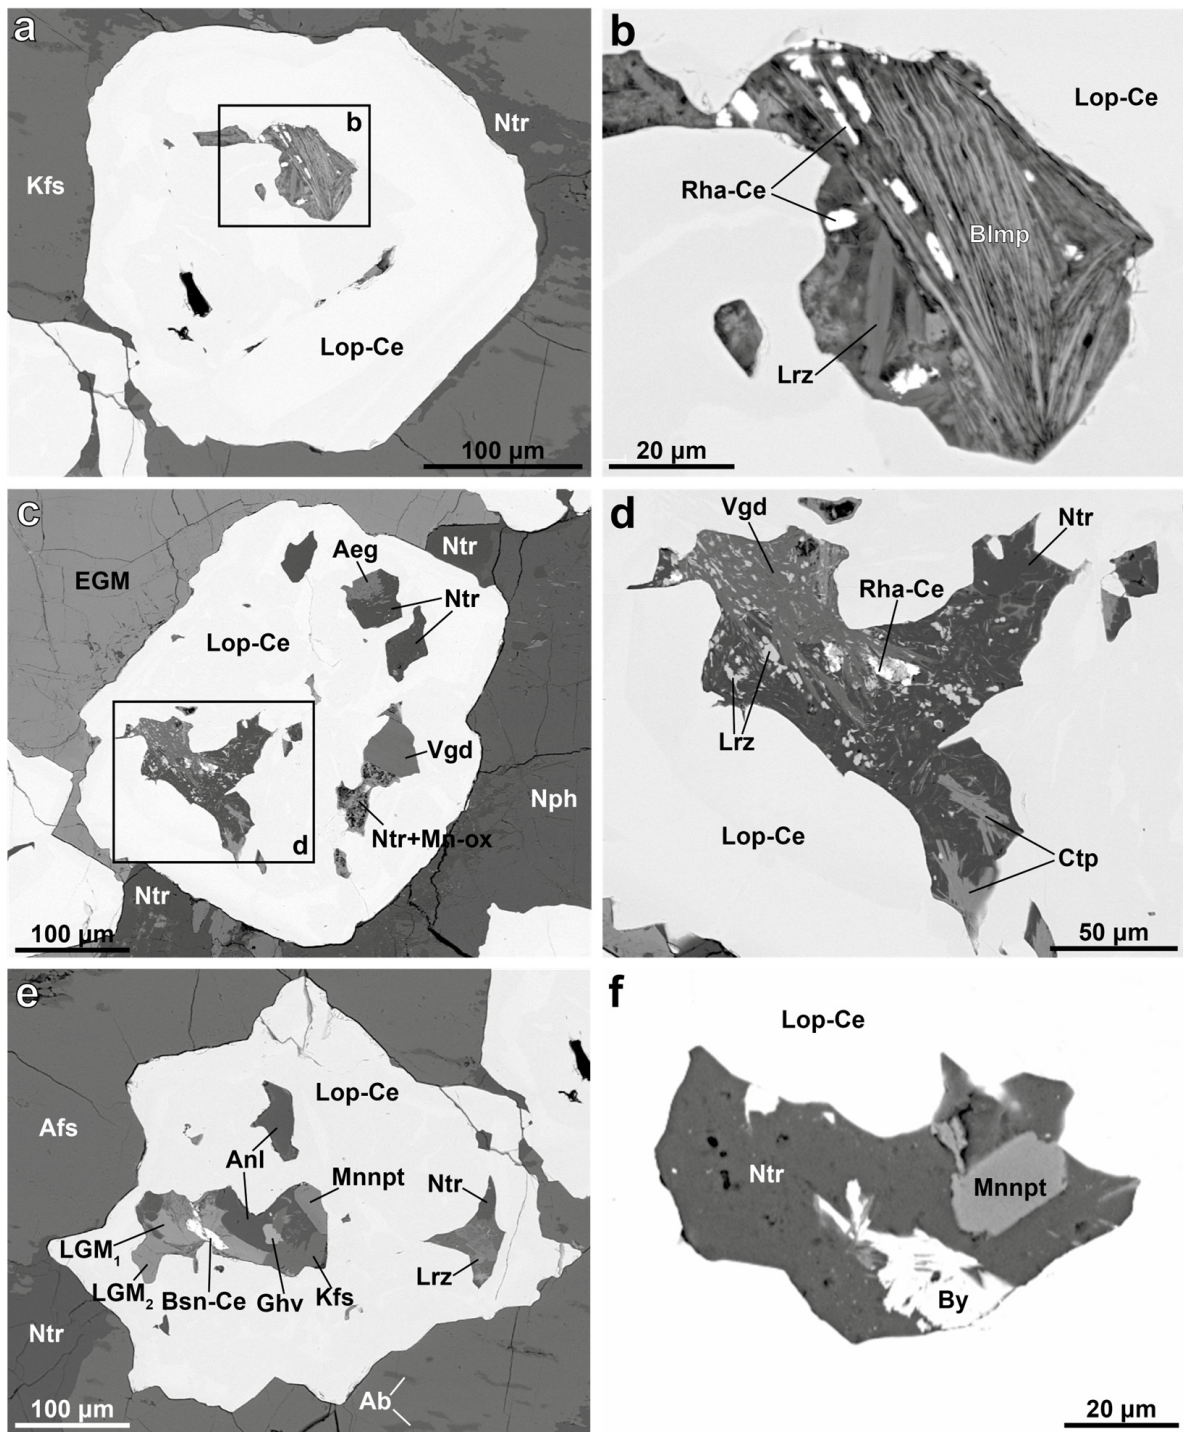 a
b
Ntr
Kfs
Lop-Ce
100 µm
b
Lop-Ce
Rha-Ce
Blmp
Lrz
20 µm
c
Aeg
Ntr
EGM
Ntr
Lop-Ce
Vgd
Nph
Ntr+Mn-ox
d
Ntr
100 µm
d
Vgd
Ntr
Rha-Ce
Lrz
Lop-Ce
Ctp
50 µm
e
Lop-Ce
Afs
Anl
Mnnpt
Ntr
LGM1
Lrz
LGM2
Bsn-Ce
Ghv
Kfs
Ntr
Ab
100 µm
f
Lop-Ce
Ntr
Mnnpt
By
20 µm